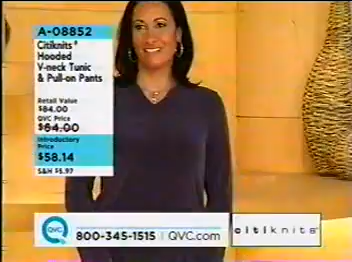 A-08852
Citiknits®
Hooded
V-neck Tunic
& Pull-on Pants
Retail Value
$84.00
QVC Price
$64.00
Introductory
Price
$58.14
S&H $5.97
QVC
800-345-1515 | QVC.com
citiknits®